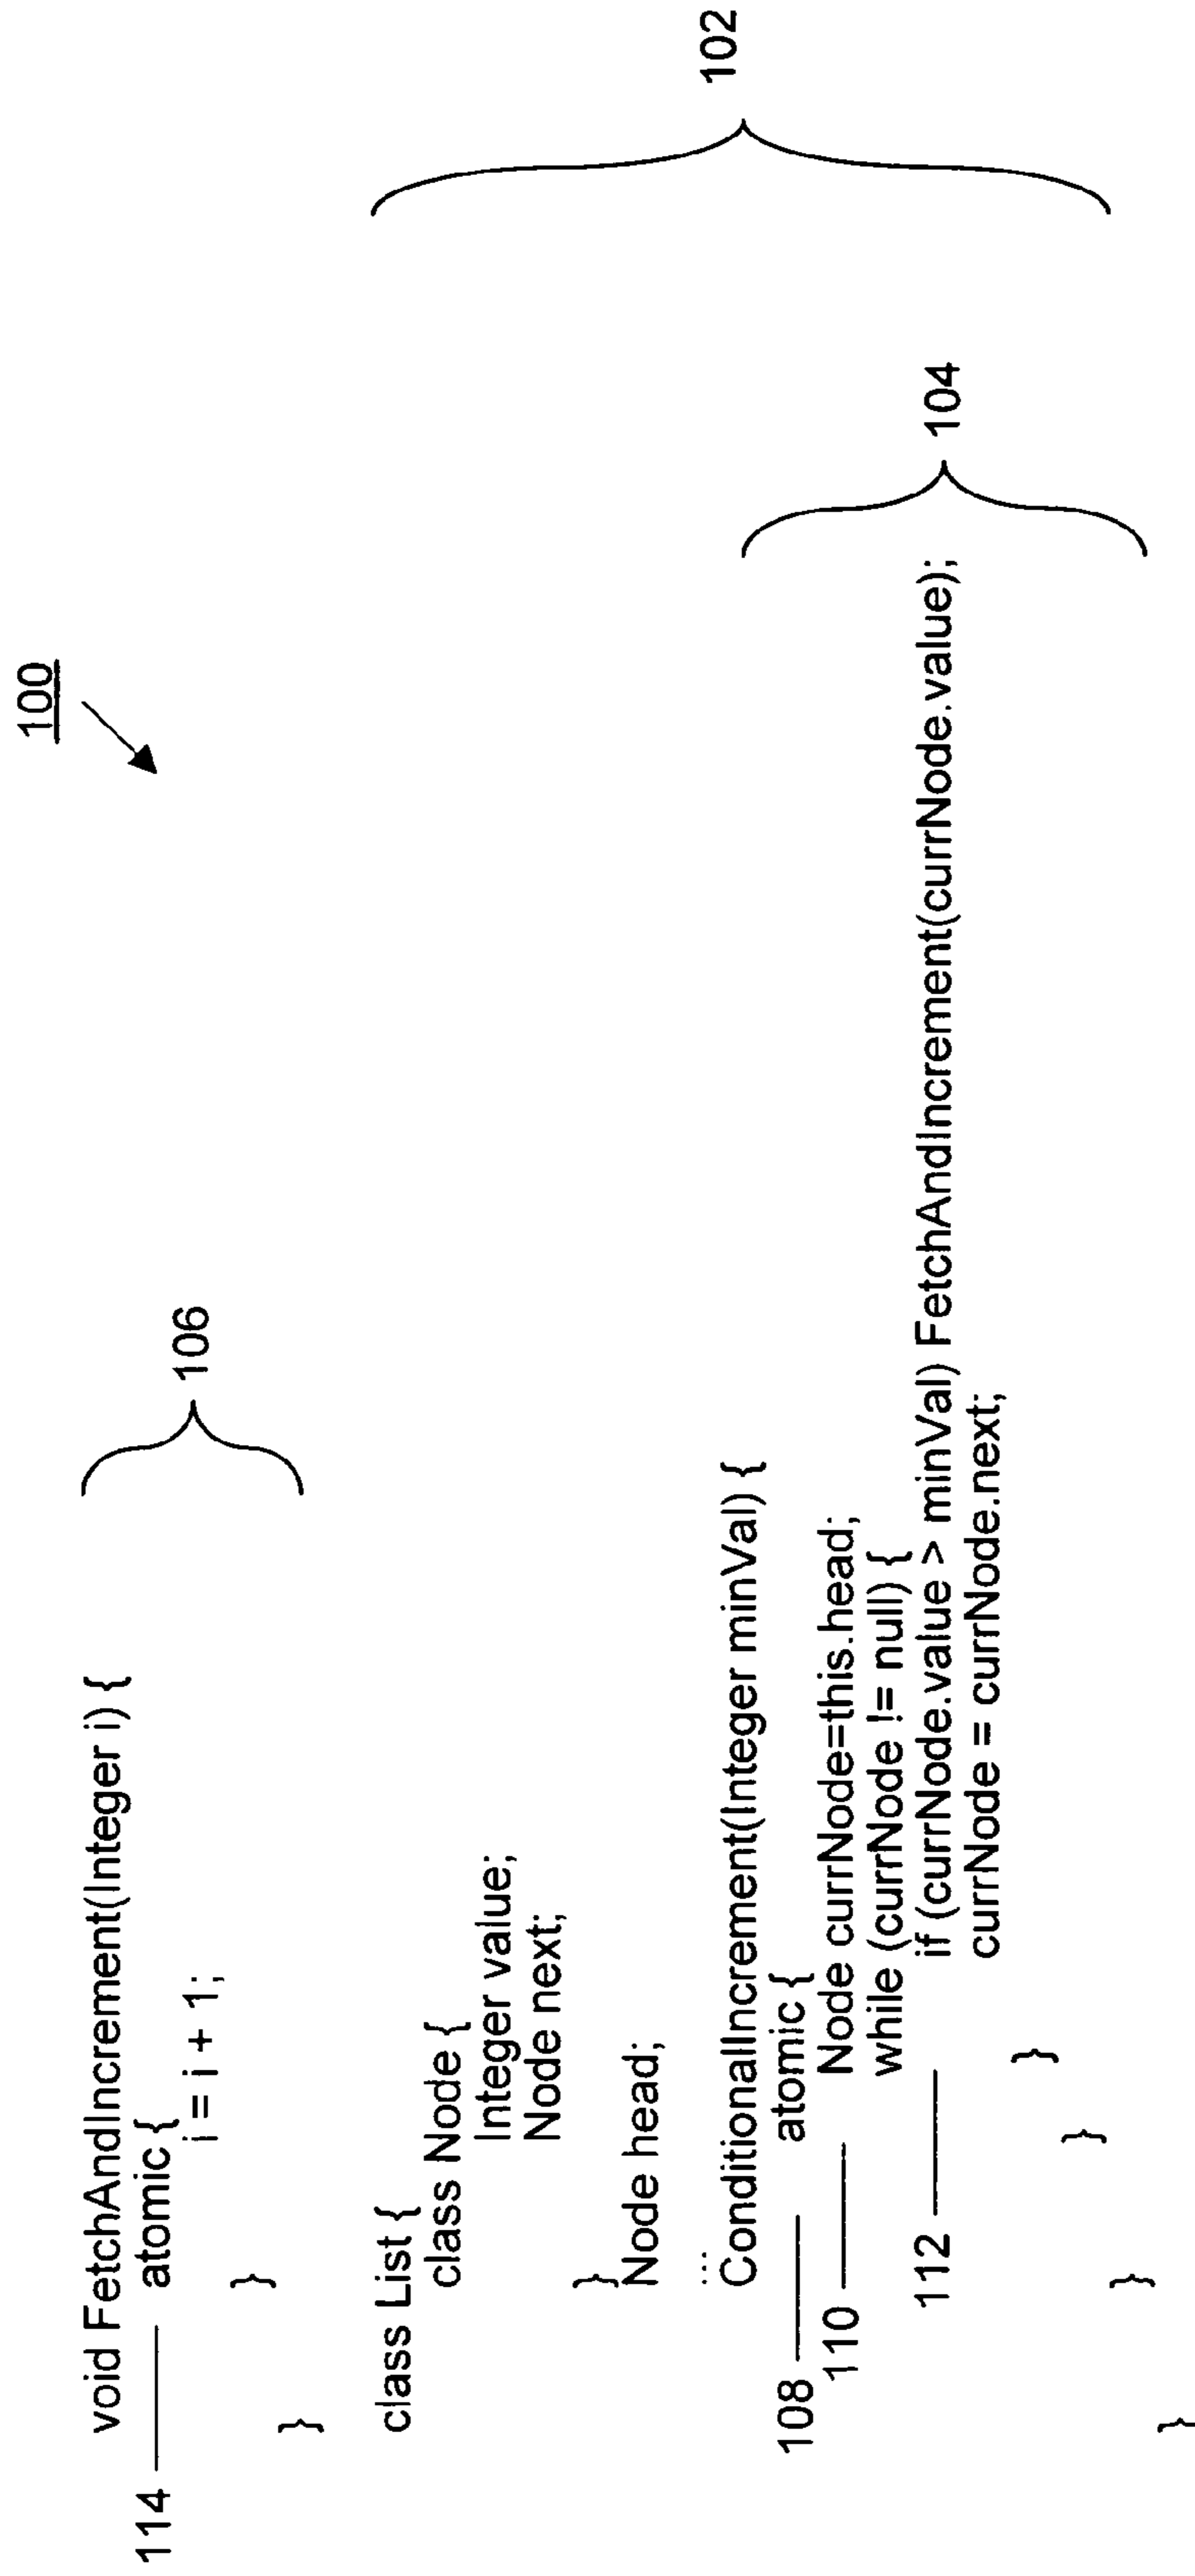 100
void FetchAndIncrement(Integer i) {
114
atomic {
i = i + 1;
}
}
106
class List {
class Node {
Integer value;
Node next;
}
Node head;
...
ConditionalIncrement(Integer minVal) {
108
atomic {
110
Node currNode=this.head;
while (currNode != null) {
112
if (currNode.value > minVal) FetchAndIncrement(currNode.value);
currNode = currNode.next;
}
}
}
}
104
102